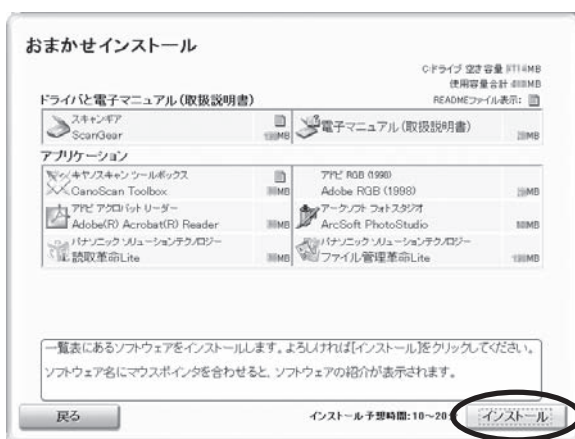 おまかせインストール
C:ドライブ 空き容量 MB
使用容量合計 MB
ドライバと電子マニュアル(取扱説明書)
READMEファイル表示:
スキャンギア
ScanGear
MB
電子マニュアル(取扱説明書)
MB
アプリケーション
キヤノスキャン ツールボックス
CanoScan Toolbox
MB
アドビ RGB (1998)
Adobe RGB (1998)
MB
アドビ アクロバット リーダー
Adobe(R) Acrobat(R) Reader
MB
アークソフト フォトスタジオ
ArcSoft PhotoStudio
MB
パナソニック ソリューションテクノロジー
読取革命Lite
MB
パナソニック ソリューションテクノロジー
ファイル管理革命Lite
MB
一覧表にあるソフトウェアをインストールします。よろしければ[インストール]をクリックしてください。
ソフトウェア名にマウスポインタを合わせると、ソフトウェアの紹介が表示されます。
戻る
インストール予想時間:10~20
インストール